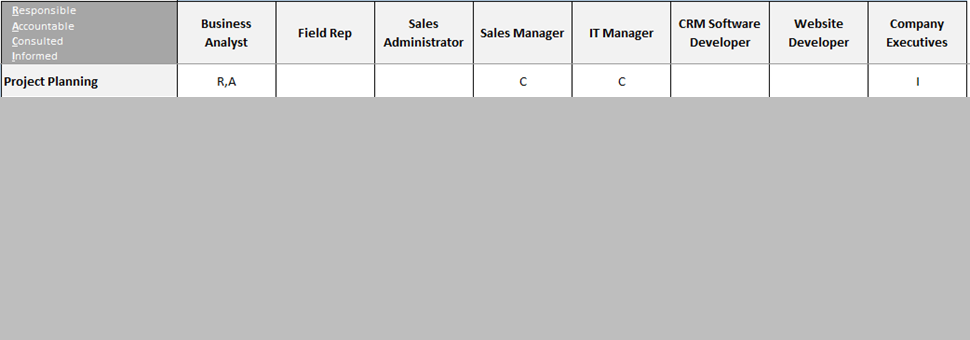 Responsible
Accountable
Consulted
Informed
Business Analyst
Field Rep
Sales Administrator
Sales Manager
IT Manager
CRM Software Developer
Website Developer
Company Executives
Project Planning R,A C C I